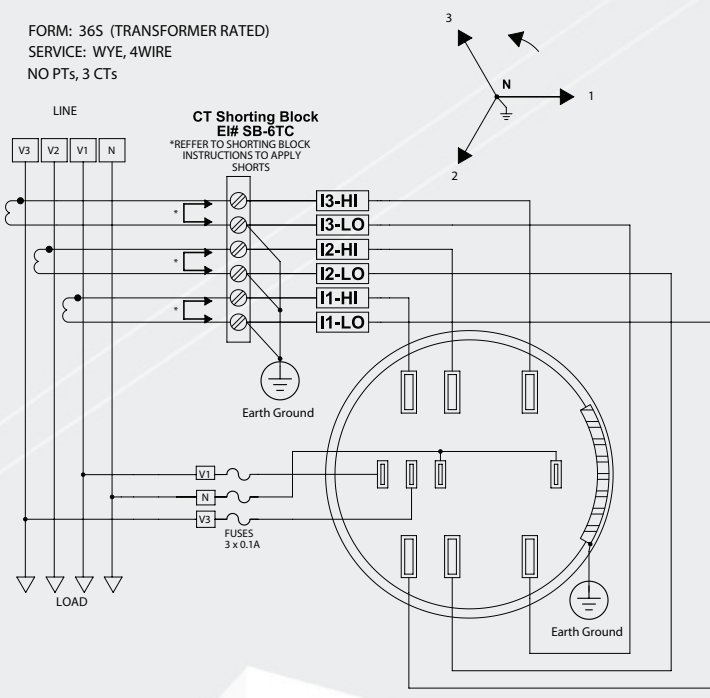 FORM: 36S (TRANSFORMER RATED)
SERVICE: WYE, 4WIRE
NO PTs, 3 CTs
3
N
1
2
LINE
V3 V2 V1 N
CT Shorting Block
EI# SB-6TC
*REFFER TO SHORTING BLOCK
INSTRUCTIONS TO APPLY
SHORTS
* I3-HI
I3-LO
* I2-HI
I2-LO
* I1-HI
I1-LO
Earth Ground
V1
N
V3
FUSES
3 x 0.1A
LOAD
Earth Ground